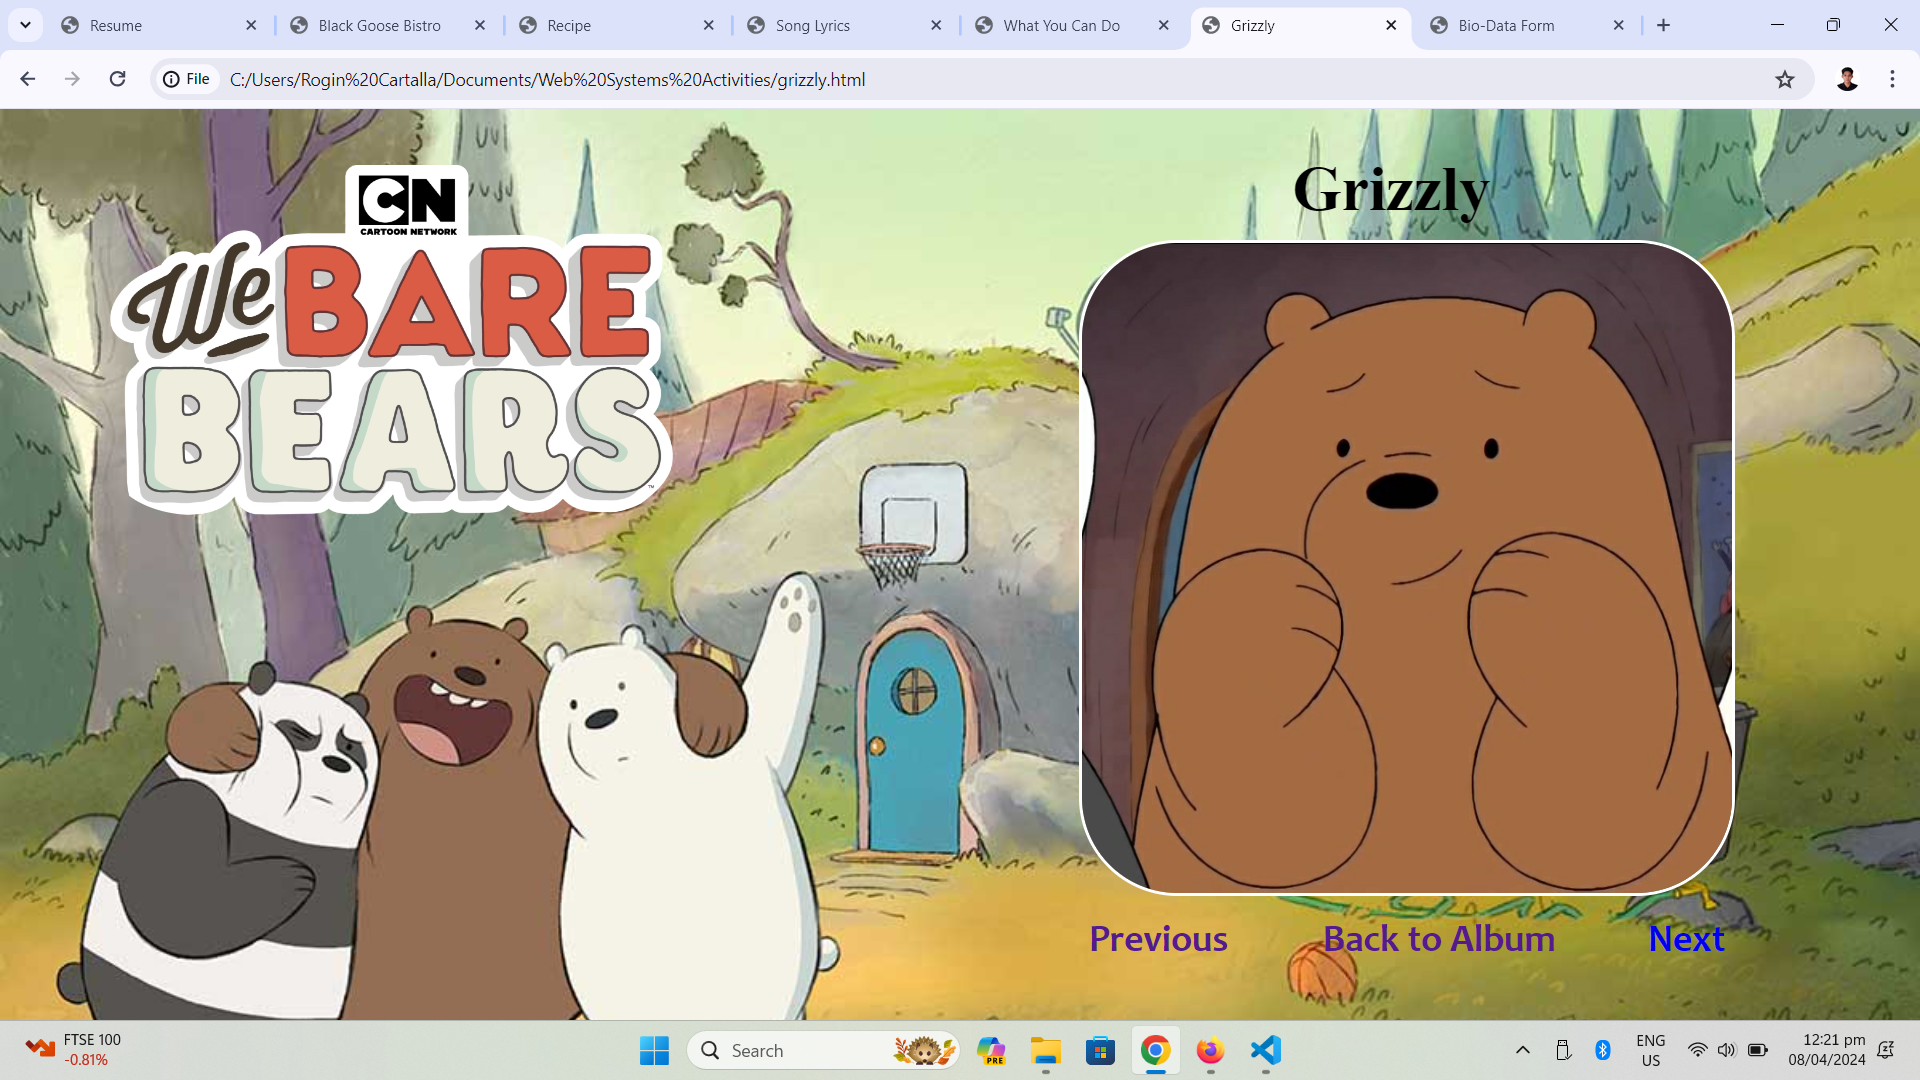 Resume
Black Goose Bistro
Recipe
Song Lyrics
What You Can Do
Grizzly
Bio-Data Form
File
C:/Users/Rogin%20Cartalla/Documents/Web%20Systems%20Activities/grizzly.html
CN
CARTOON NETWORK
We BARE
BEARS
™
Grizzly
Previous
Back to Album
Next
FTSE 100
-0.81%
Search
PRE
ENG
US
12:21 pm
08/04/2024